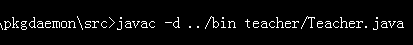 \pkgdaemon\src>javac -d ../bin teacher/Teacher.java